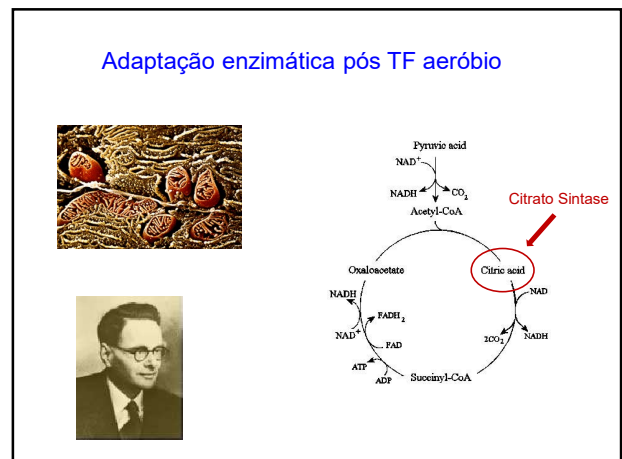 Adaptação enzimática pós TF aeróbio
Pyruvic acid
NAD⁺
NADH
CO₂
Acetyl-CoA
Citrato Sintase
Oxaloacetate
Citric acid
NADH
NAD
FADH₂
NAD⁺
2CO₂
NADH
FAD
ATP
ADP
Succinyl-CoA